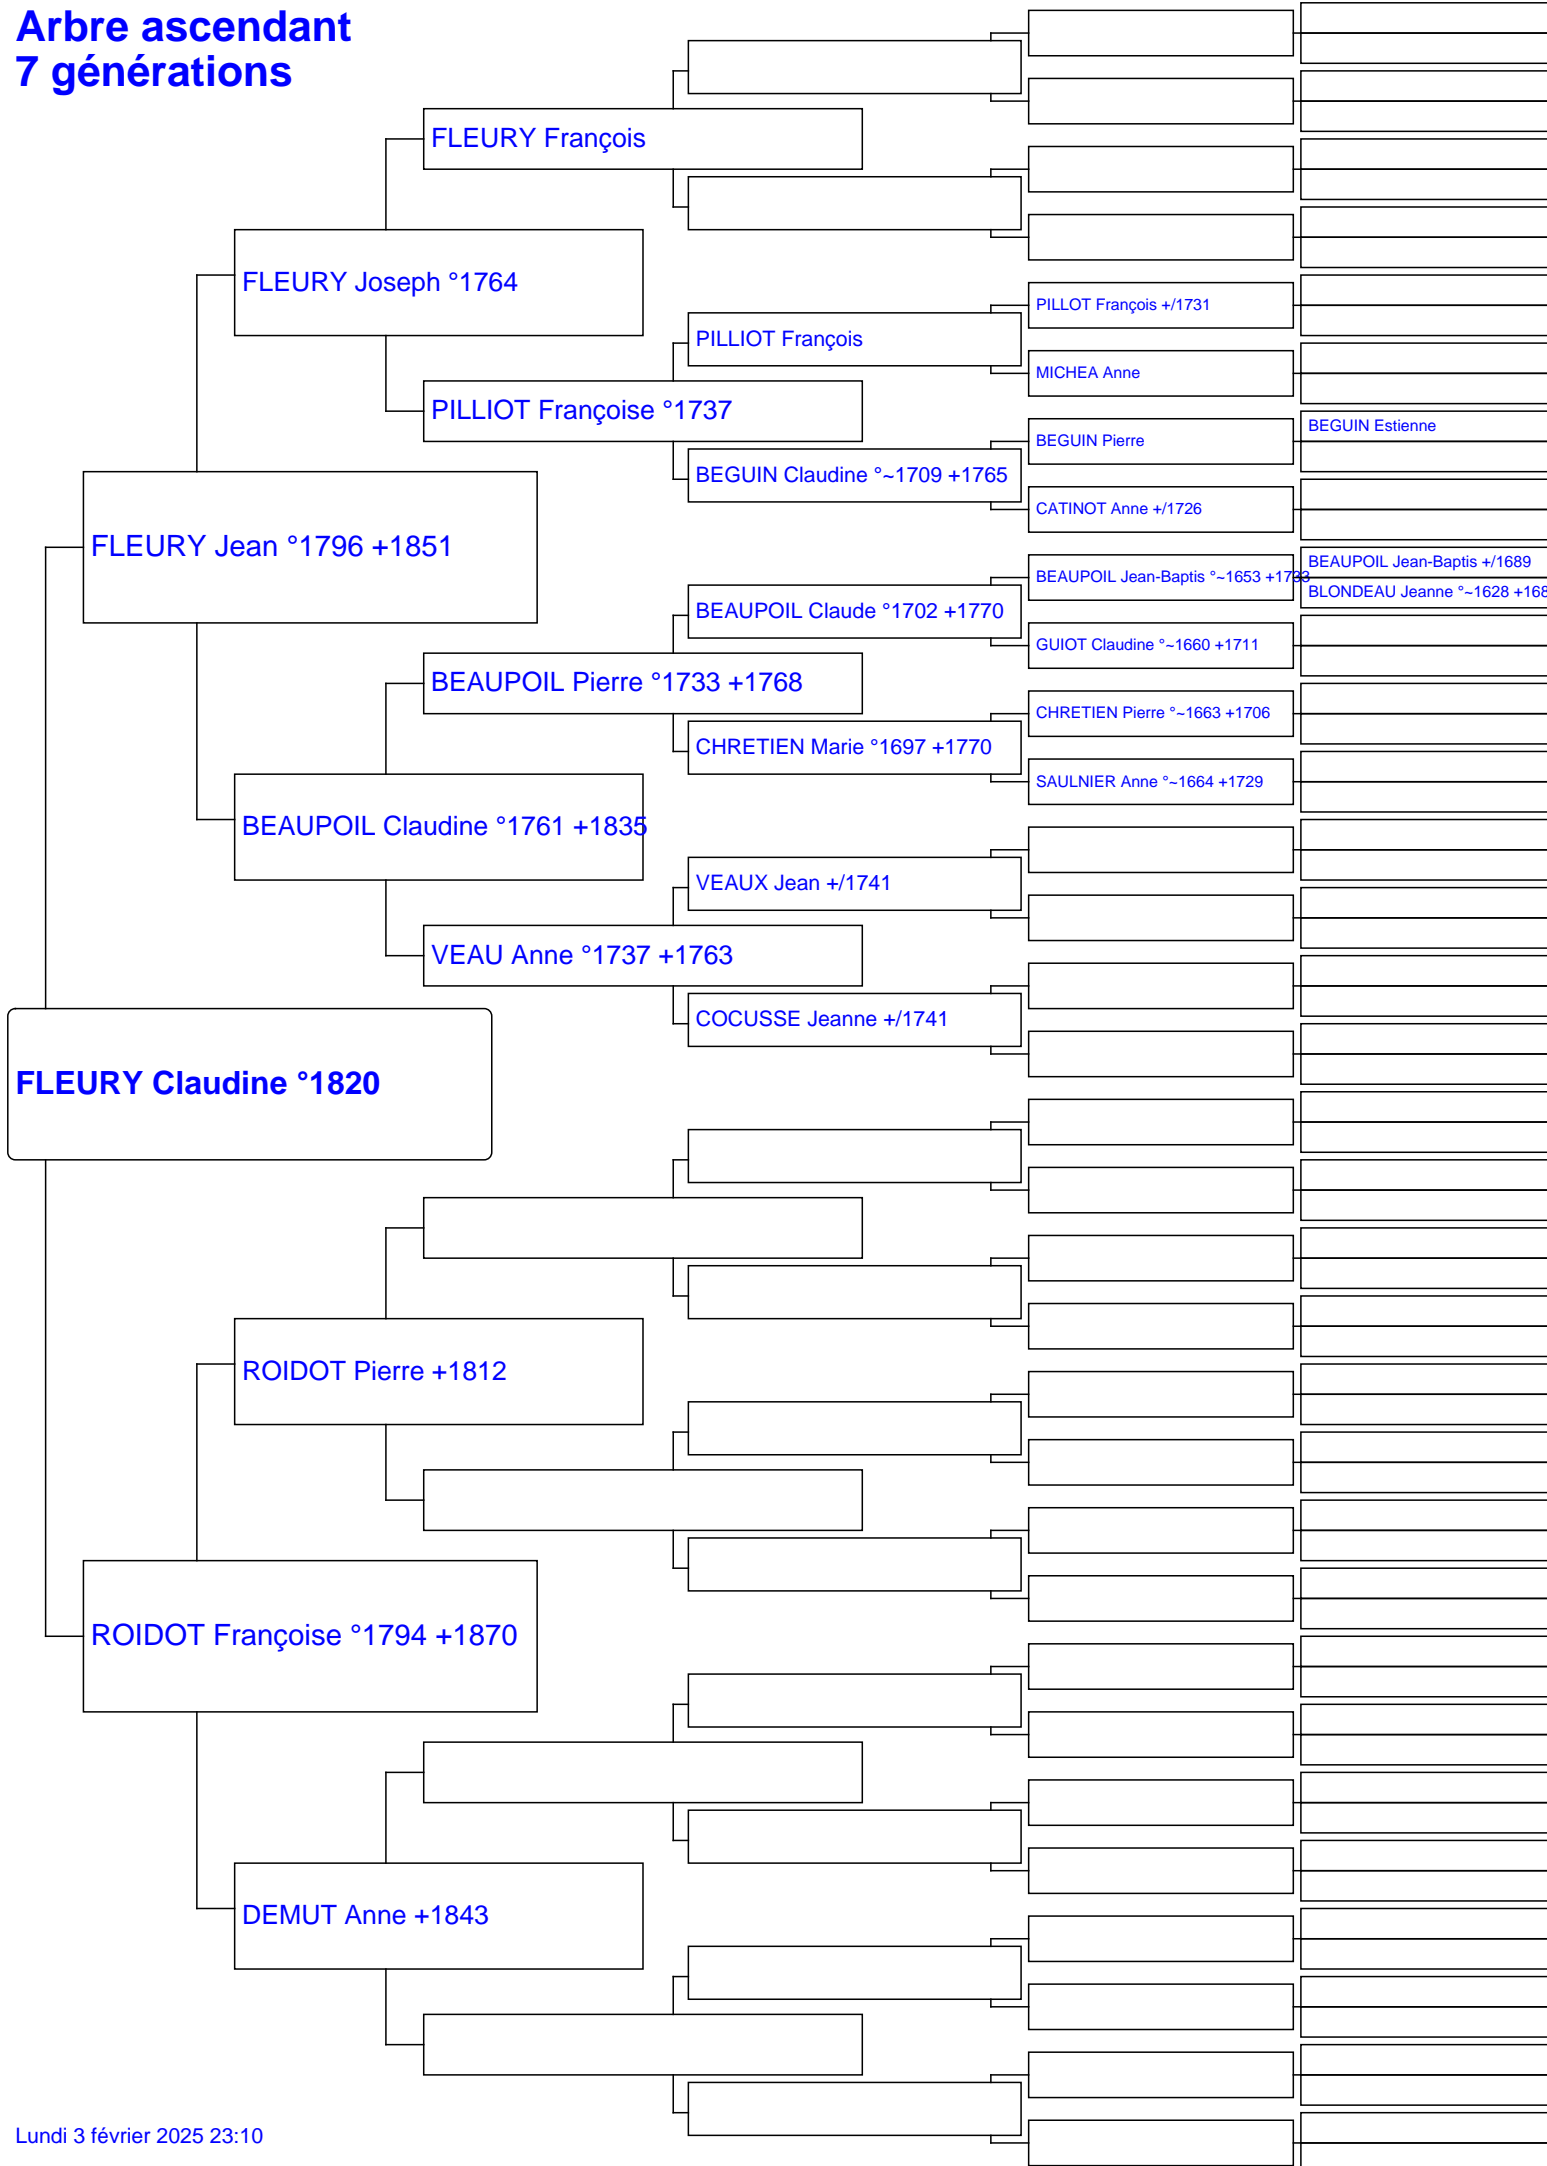 Arbre ascendant
7 générations
FLEURY François
FLEURY Joseph °1764
PILLOT François +/1731
PILLIOT François
MICHEA Anne
PILLIOT Françoise °1737
BEGUIN Estienne
BEGUIN Pierre
BEGUIN Claudine °~1709 +1765
CATINOT Anne +/1726
FLEURY Jean °1796 +1851
BEAUPOIL Jean-Baptis +/1689
BEAUPOIL Jean-Baptis °~1653 +1733
BLONDEAU Jeanne °~1628 +168
BEAUPOIL Claude °1702 +1770
GUIOT Claudine °~1660 +1711
BEAUPOIL Pierre °1733 +1768
CHRETIEN Pierre °~1663 +1706
CHRETIEN Marie °1697 +1770
SAULNIER Anne °~1664 +1729
BEAUPOIL Claudine °1761 +1835
VEAUX Jean +/1741
VEAU Anne °1737 +1763
COCUSSE Jeanne +/1741
FLEURY Claudine °1820
ROIDOT Pierre +1812
ROIDOT Françoise °1794 +1870
DEMUT Anne +1843
Lundi 3 février 2025 23:10